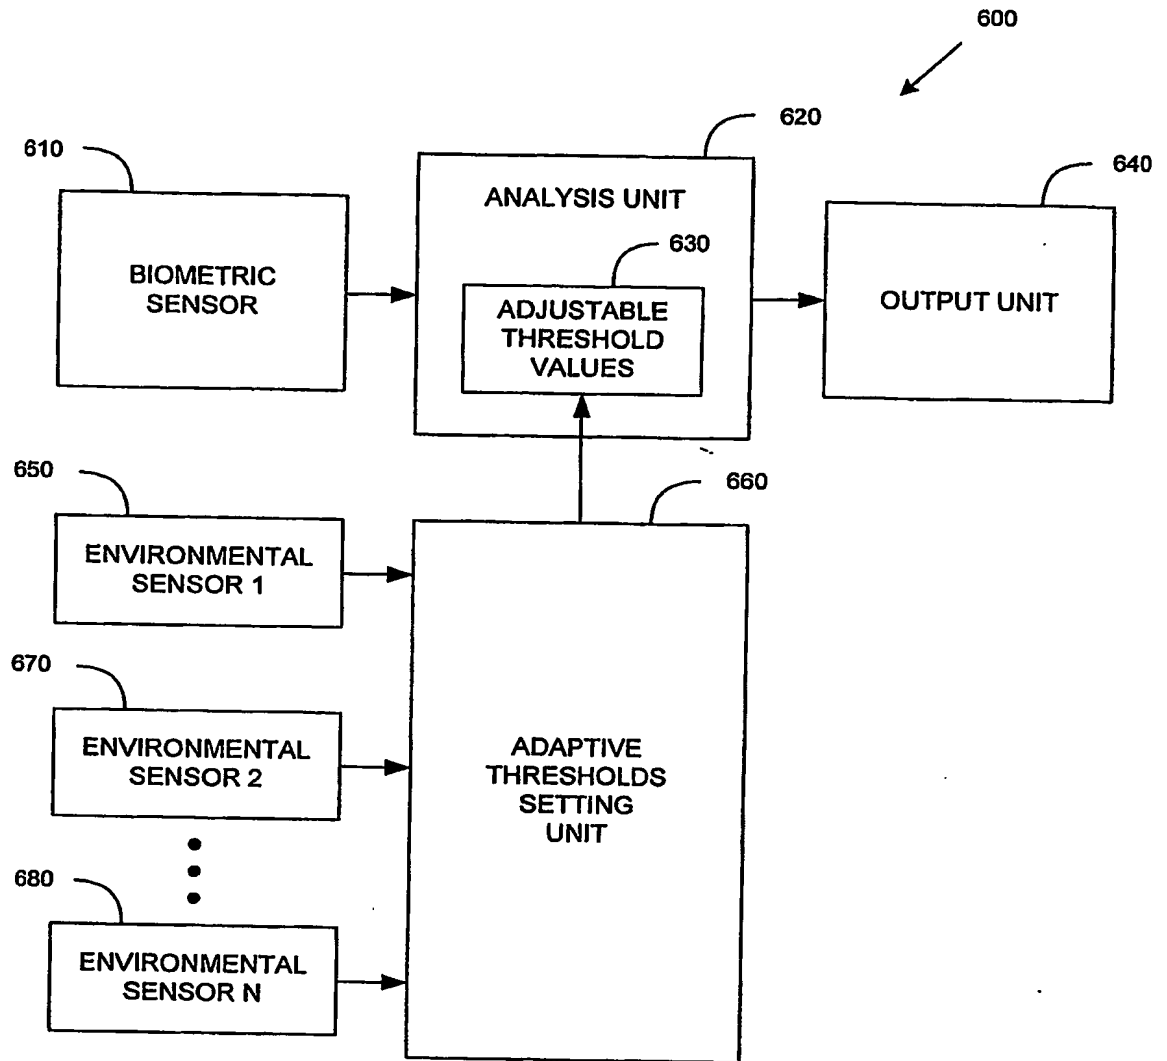 600
610
BIOMETRIC
SENSOR
620
ANALYSIS UNIT
630
ADJUSTABLE
THRESHOLD
VALUES
640
OUTPUT UNIT
650
ENVIRONMENTAL
SENSOR 1
660
ADAPTIVE
THRESHOLDS
SETTING
UNIT
670
ENVIRONMENTAL
SENSOR 2
680
ENVIRONMENTAL
SENSOR N